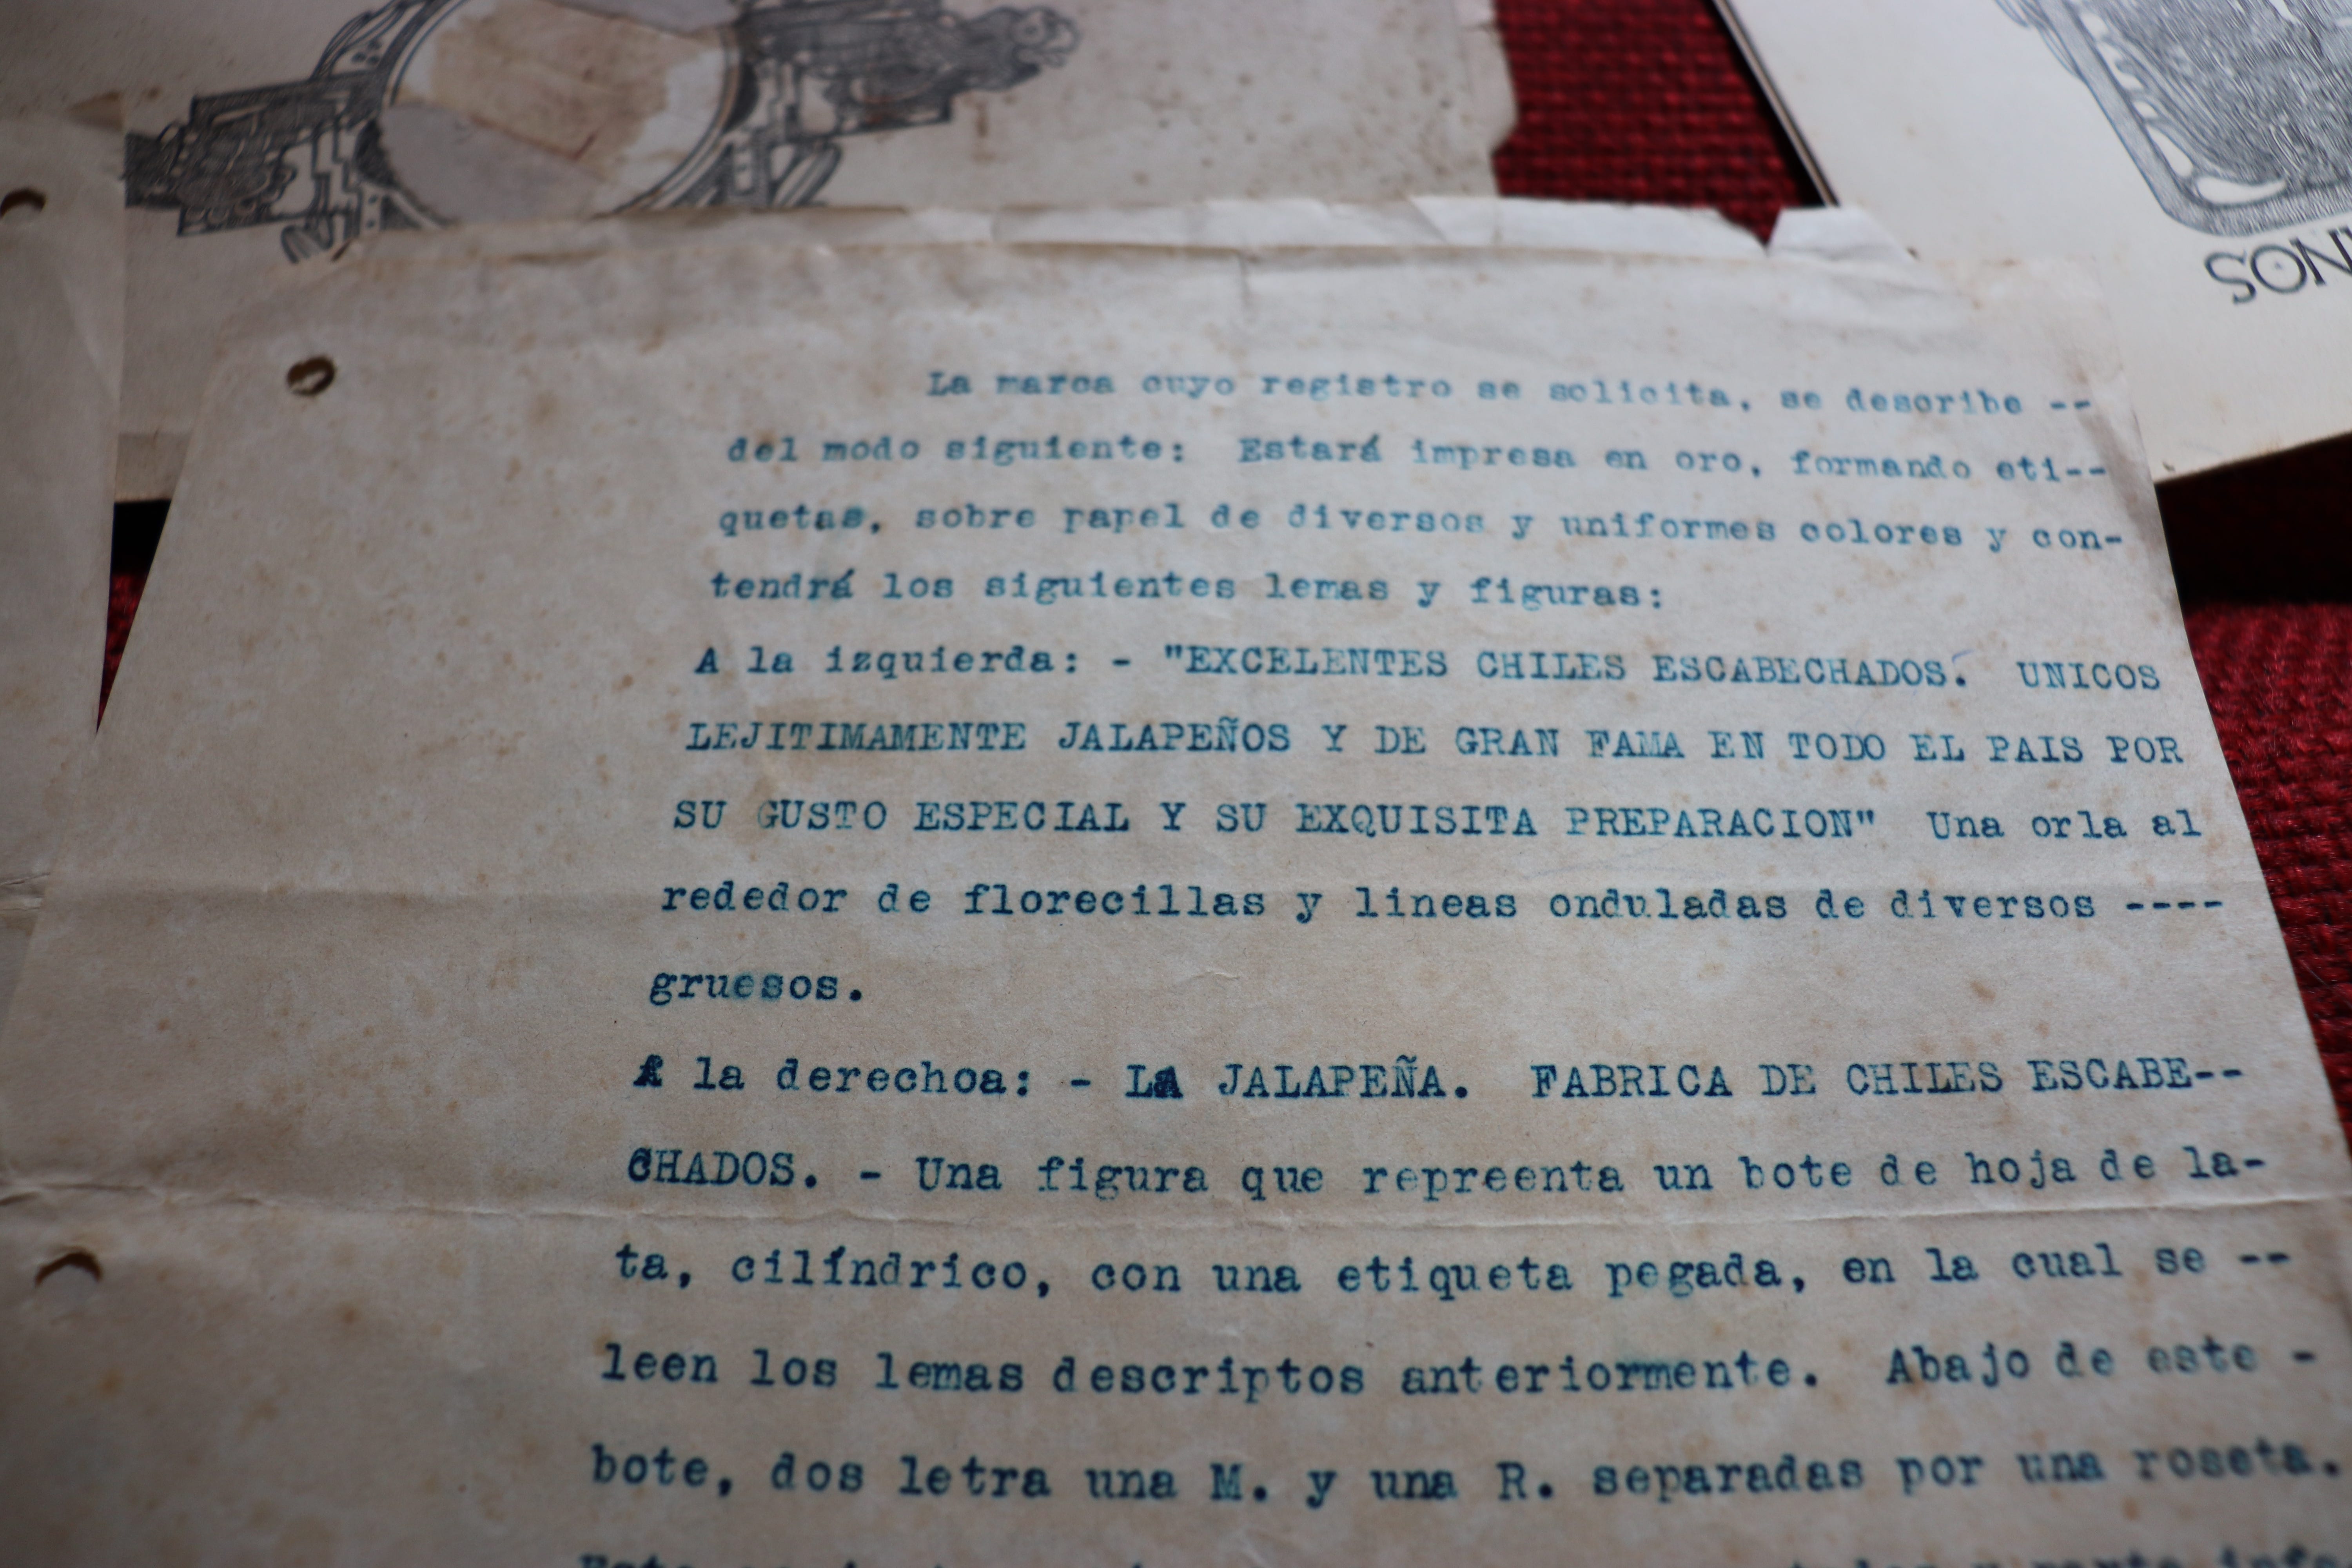 INOS
La marca cuyo registro se solicita, se describe --
del modo siguiente: Estará impresa en oro, formando eti--
quetas, sobre papel de diversos y uniformes colores y con-
tendrá los siguientes lemas y figuras:
A la izquierda: - "EXCELENTES CHILES ESCABECHADOS. UNICOS
LEJITIMAMENTE JALAPEÑOS Y DE GRAN FAMA EN TODO EL PAIS POR
SU GUSTO ESPECIAL Y SU EXQUISITA PREPARACION" Una orla al
rededor de florecillas y lineas onduladas de diversos ----
gruesos.
A la derechoa: - LA JALAPEÑA. FABRICA DE CHILES ESCABE--
CHADOS. - Una figura que repreenta un bote de hoja de la-
ta, cilíndrico, con una etiqueta pegada, en la cual se --
leen los lemas descriptos anteriormente. Abajo de este -
bote, dos letra una M. y una R. separadas por una roseta.